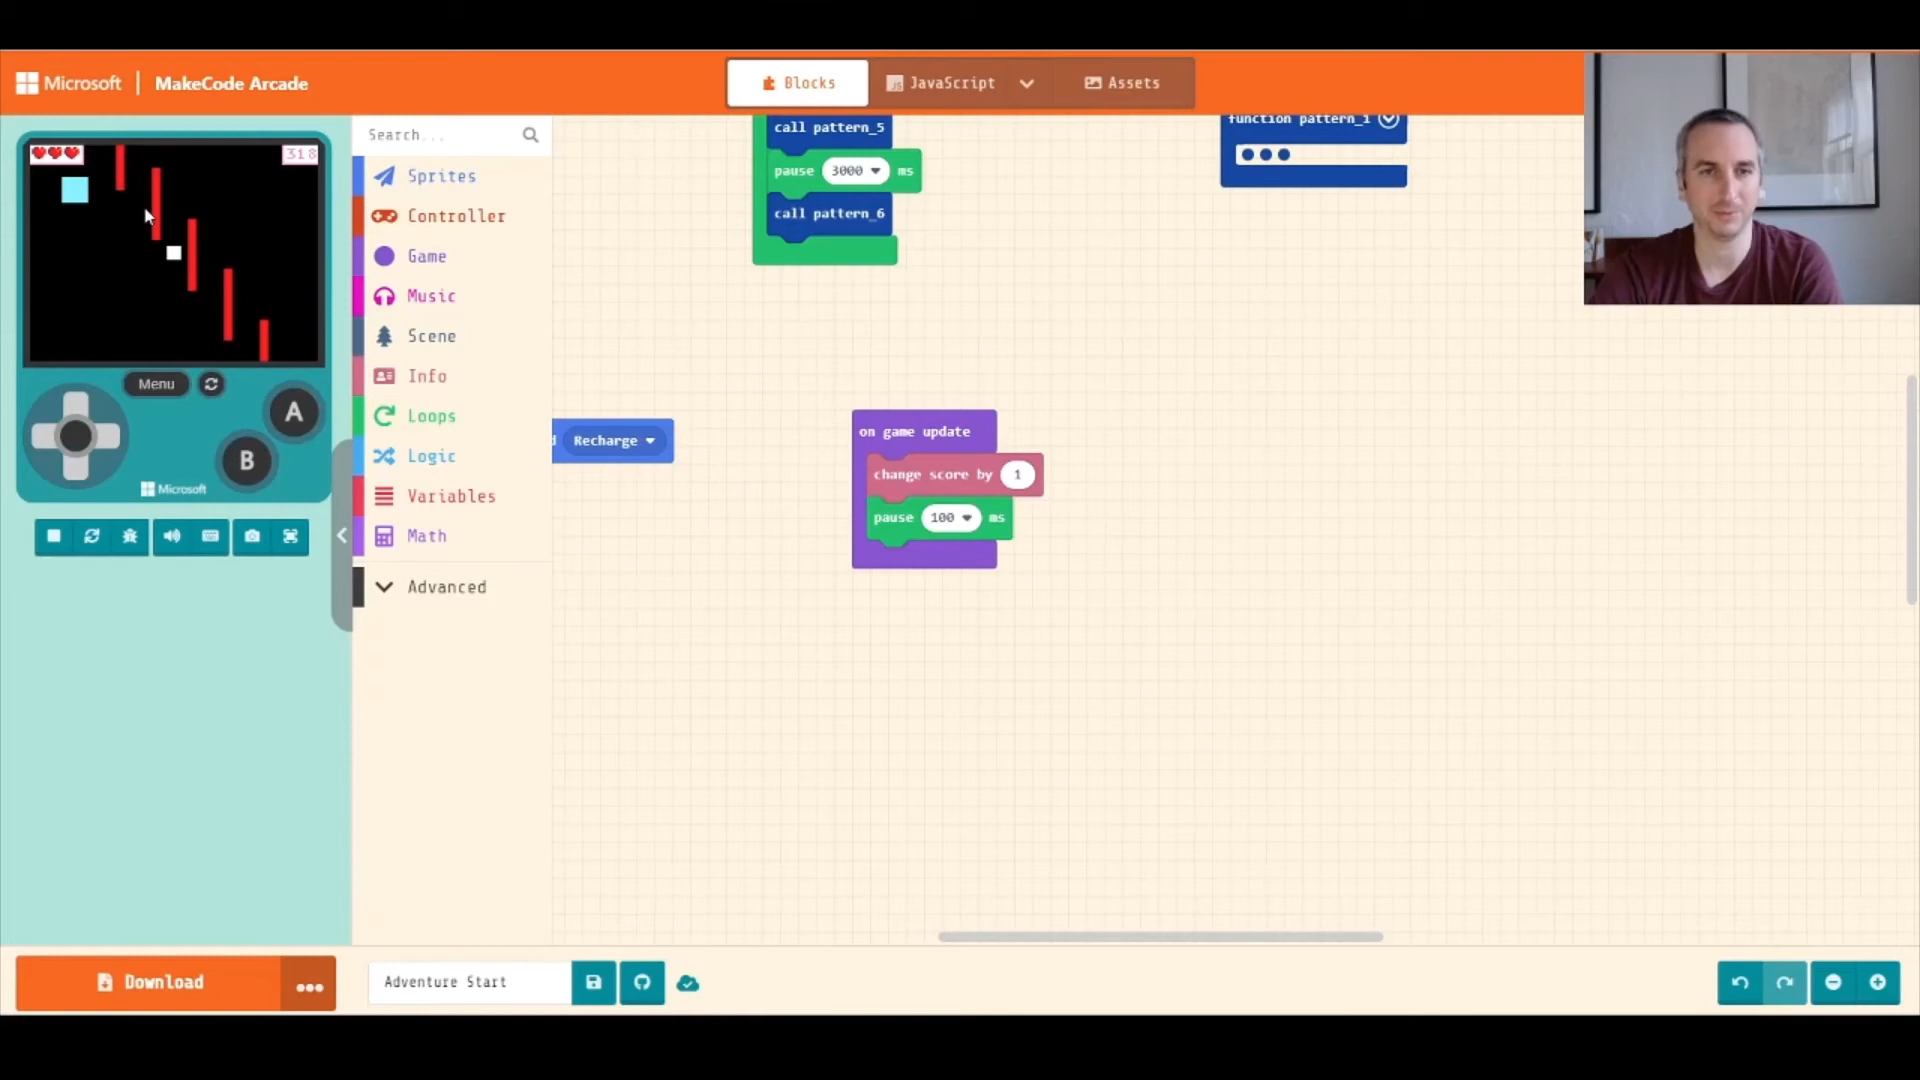 Microsoft
MakeCode Arcade
Blocks
JavaScript
Assets
318
Menu
A
B
Microsoft
Search...
Sprites
Controller
Game
Music
Scene
Info
Loops
Logic
Variables
Math
Advanced
call pattern_5
pause 3000 ms
call pattern_6
function pattern_1
d Recharge
on game update
change score by 1
pause 100 ms
Download
Adventure Start